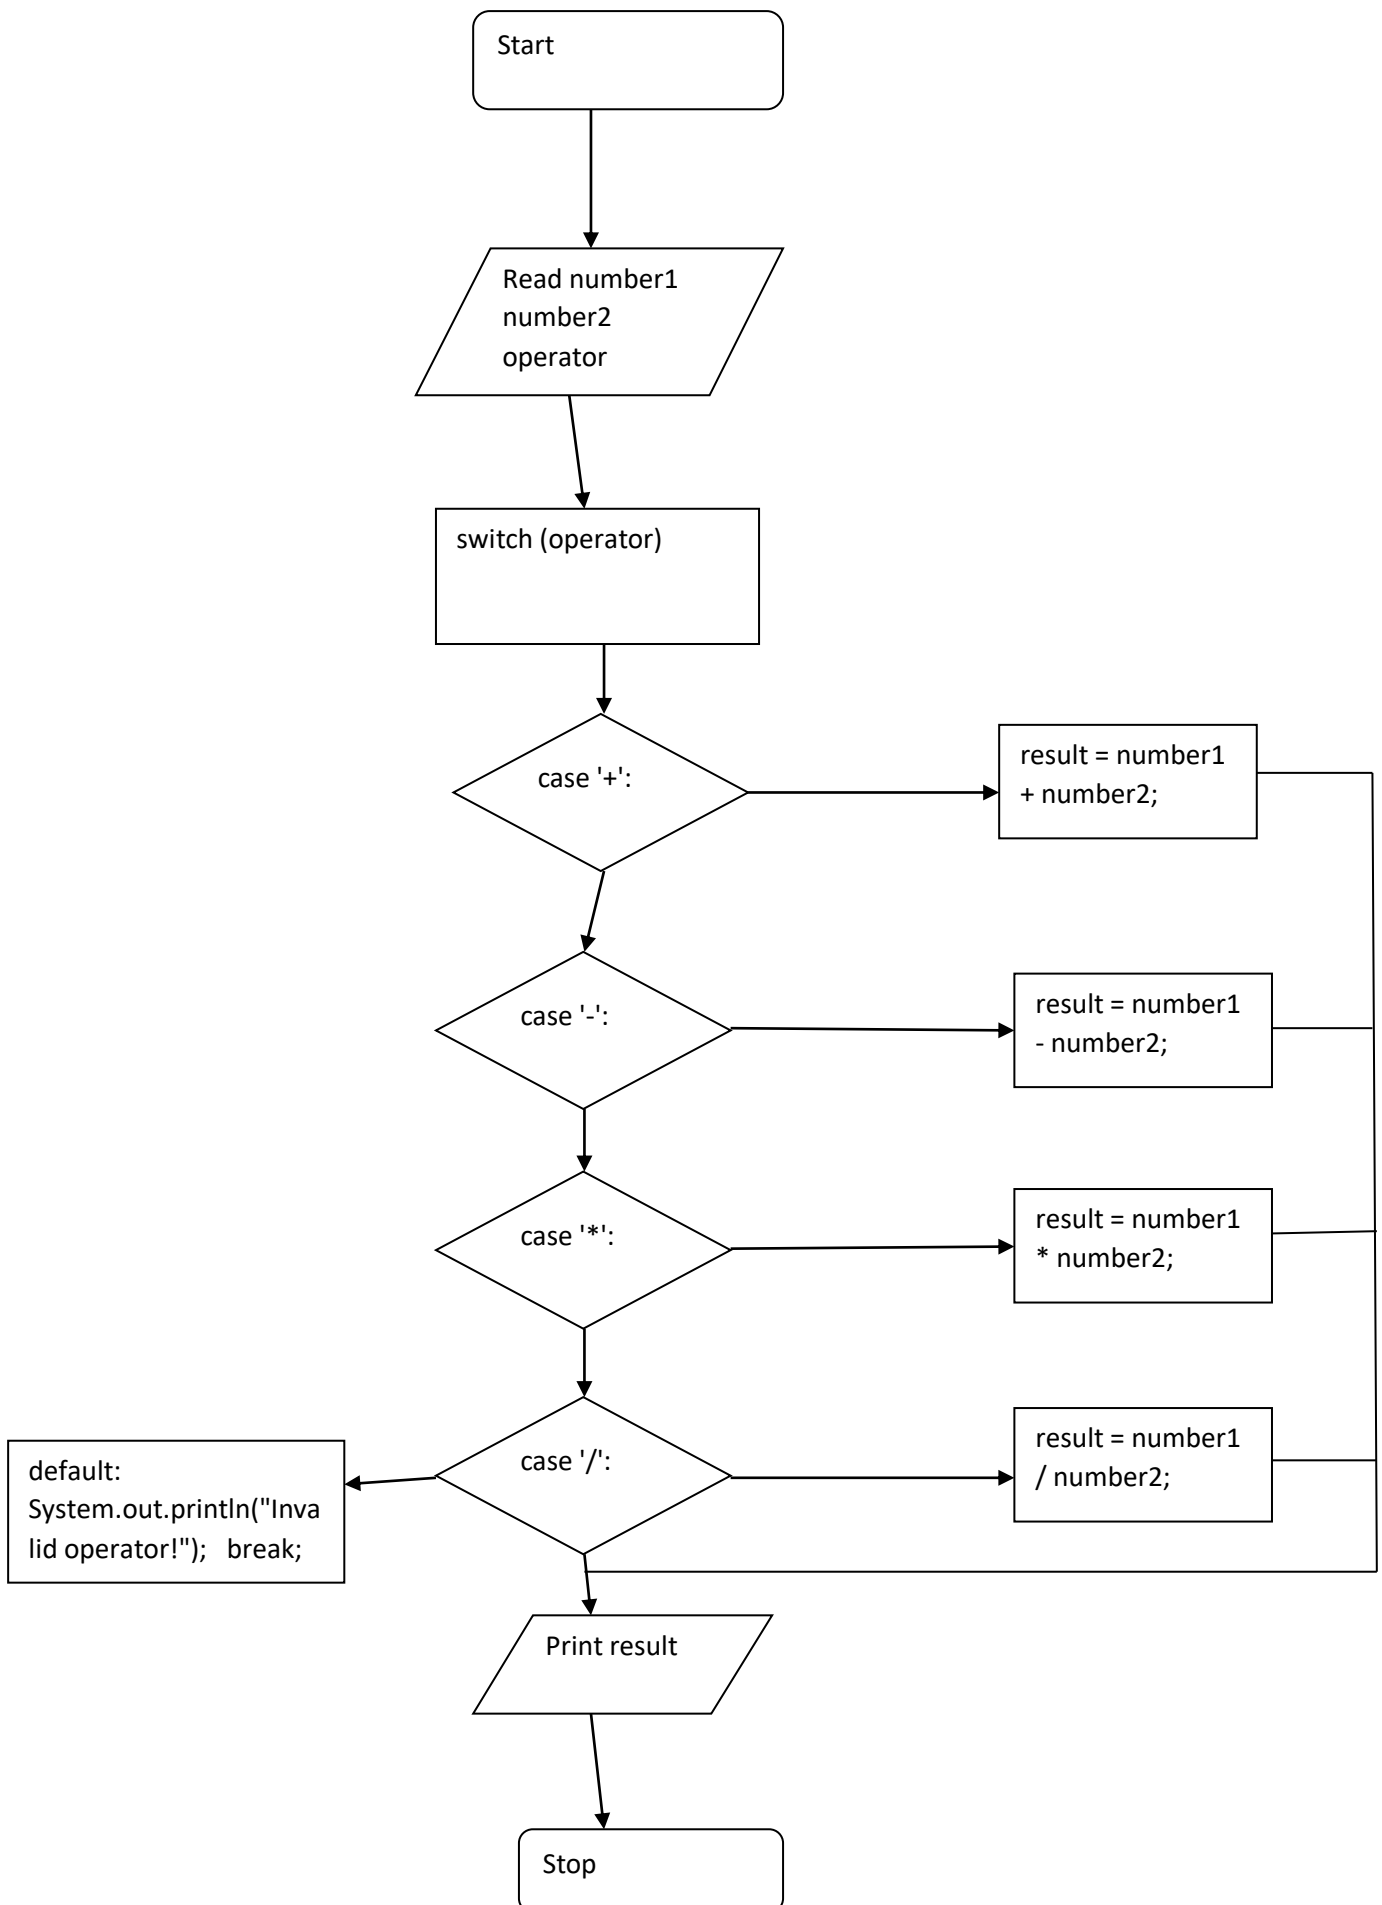 Start
Read number1
number2
operator
switch (operator)
case '+':
result = number1
+ number2;
case '-':
result = number1
- number2;
case '*':
result = number1
* number2;
case '/':
result = number1
/ number2;
default:
System.out.println("Inva
lid operator!");   break;
Print result
Stop